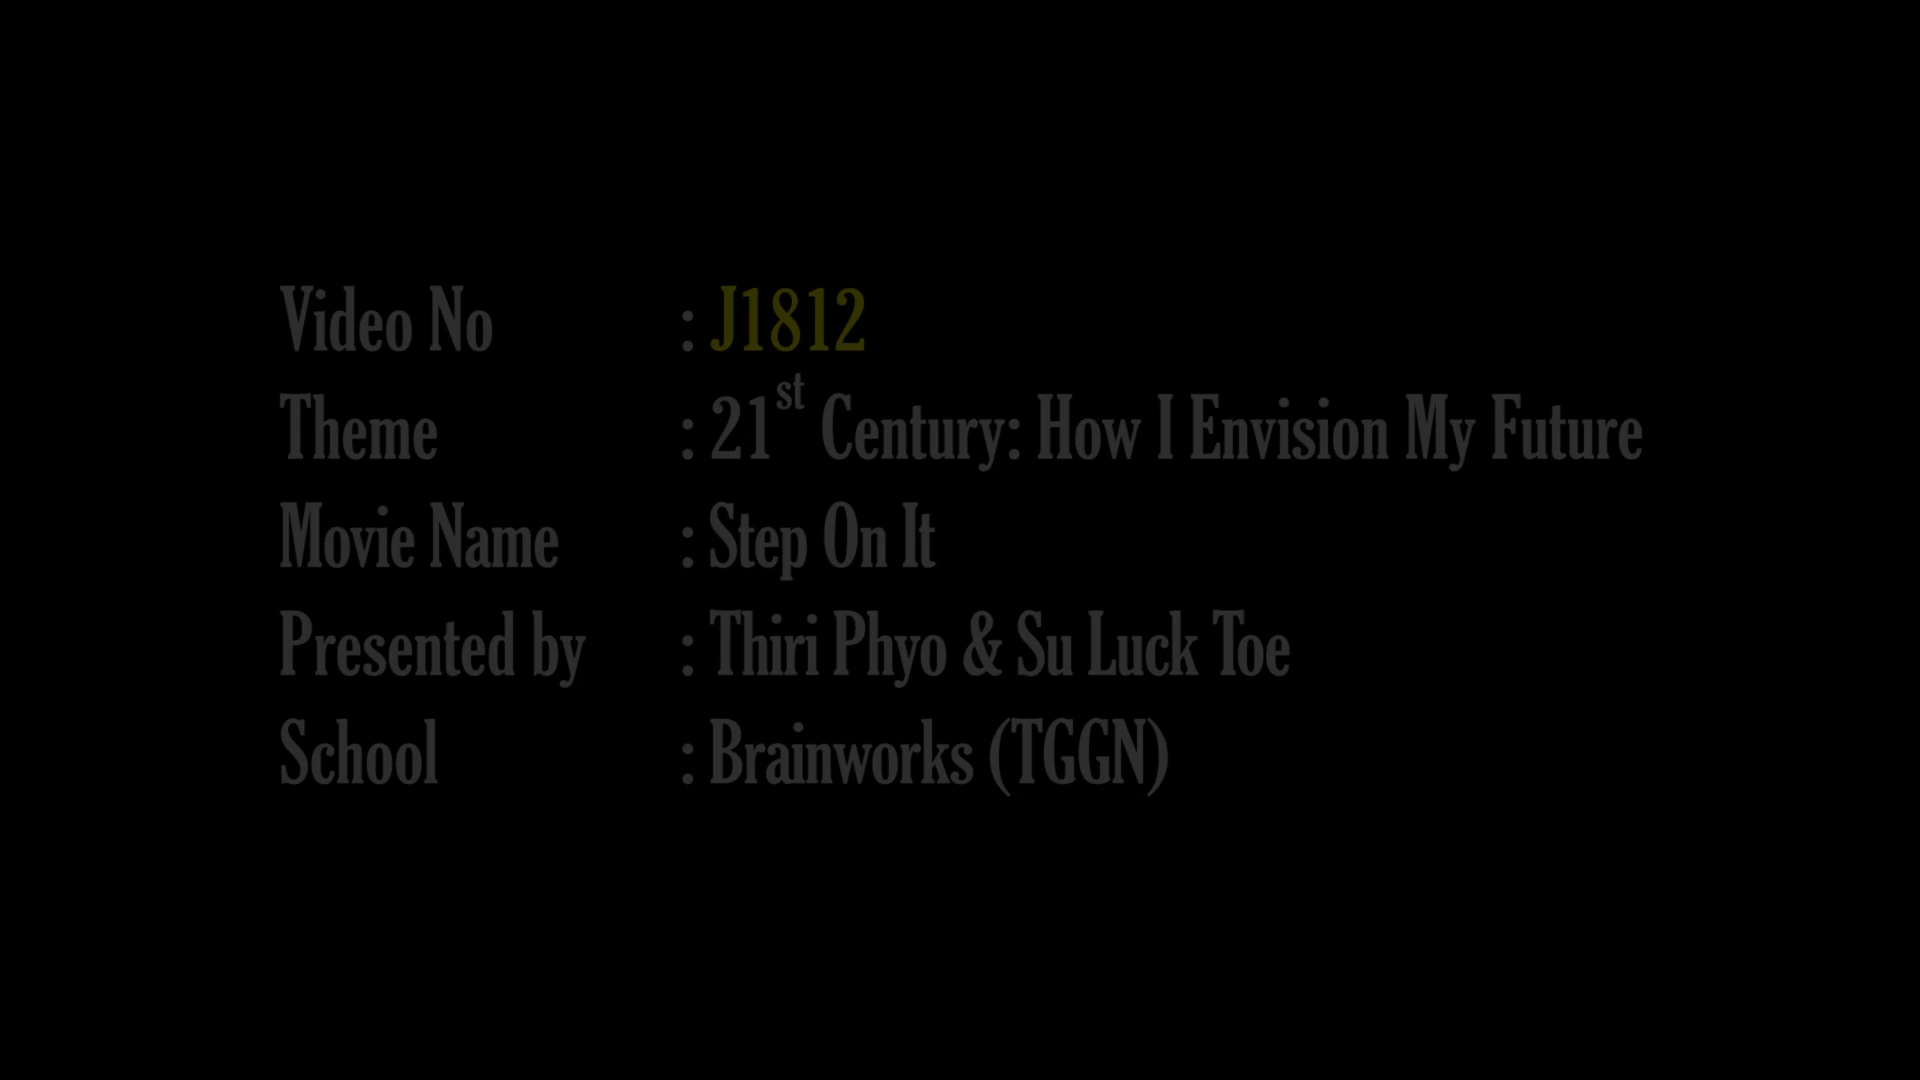 Video No : J1812
Theme : 21st Century: How I Envision My Future
Movie Name : Step On It
Presented by : Thiri Phyo & Su Luck Toe
School : Brainworks (TGGN)